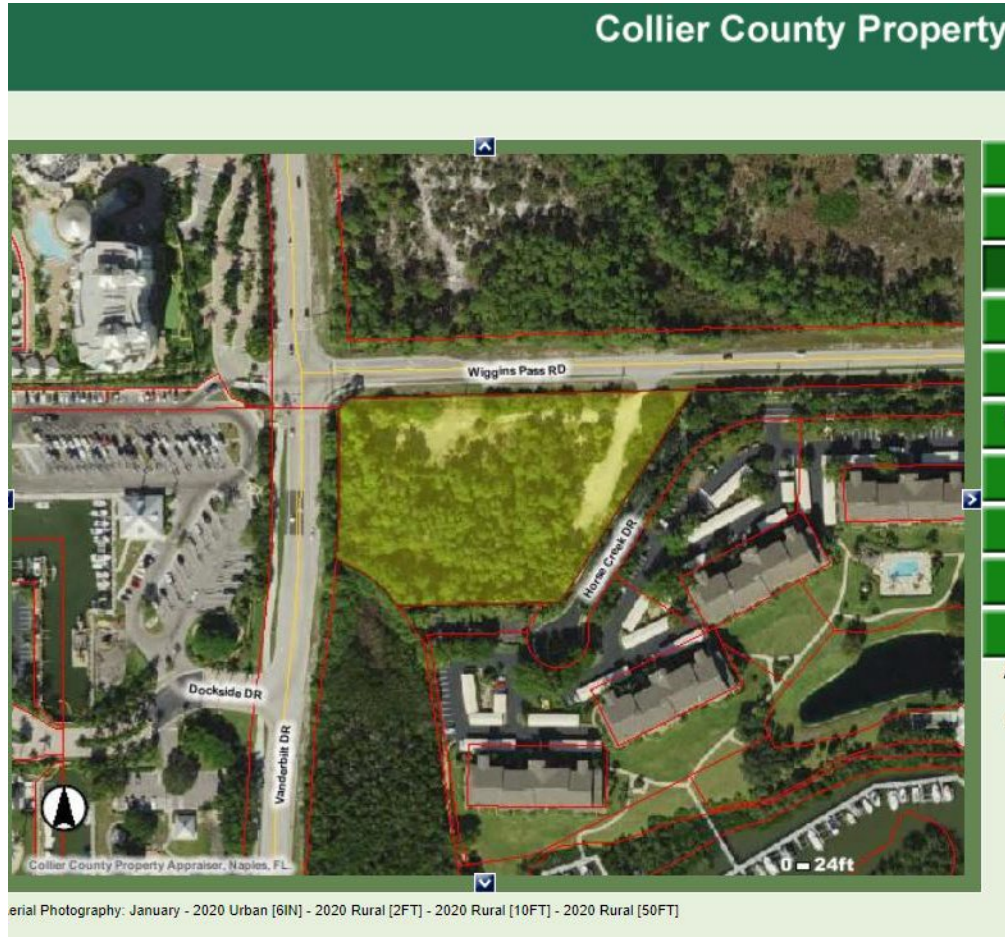 Collier County Property
Wiggins Pass RD
Horse Creek DR
Dockside DR
Vanderbilt DR
Collier County Property Appraiser, Naples, FL.
0 24ft
erial Photography: January - 2020 Urban [6IN] - 2020 Rural [2FT] - 2020 Rural [10FT] - 2020 Rural [50FT]